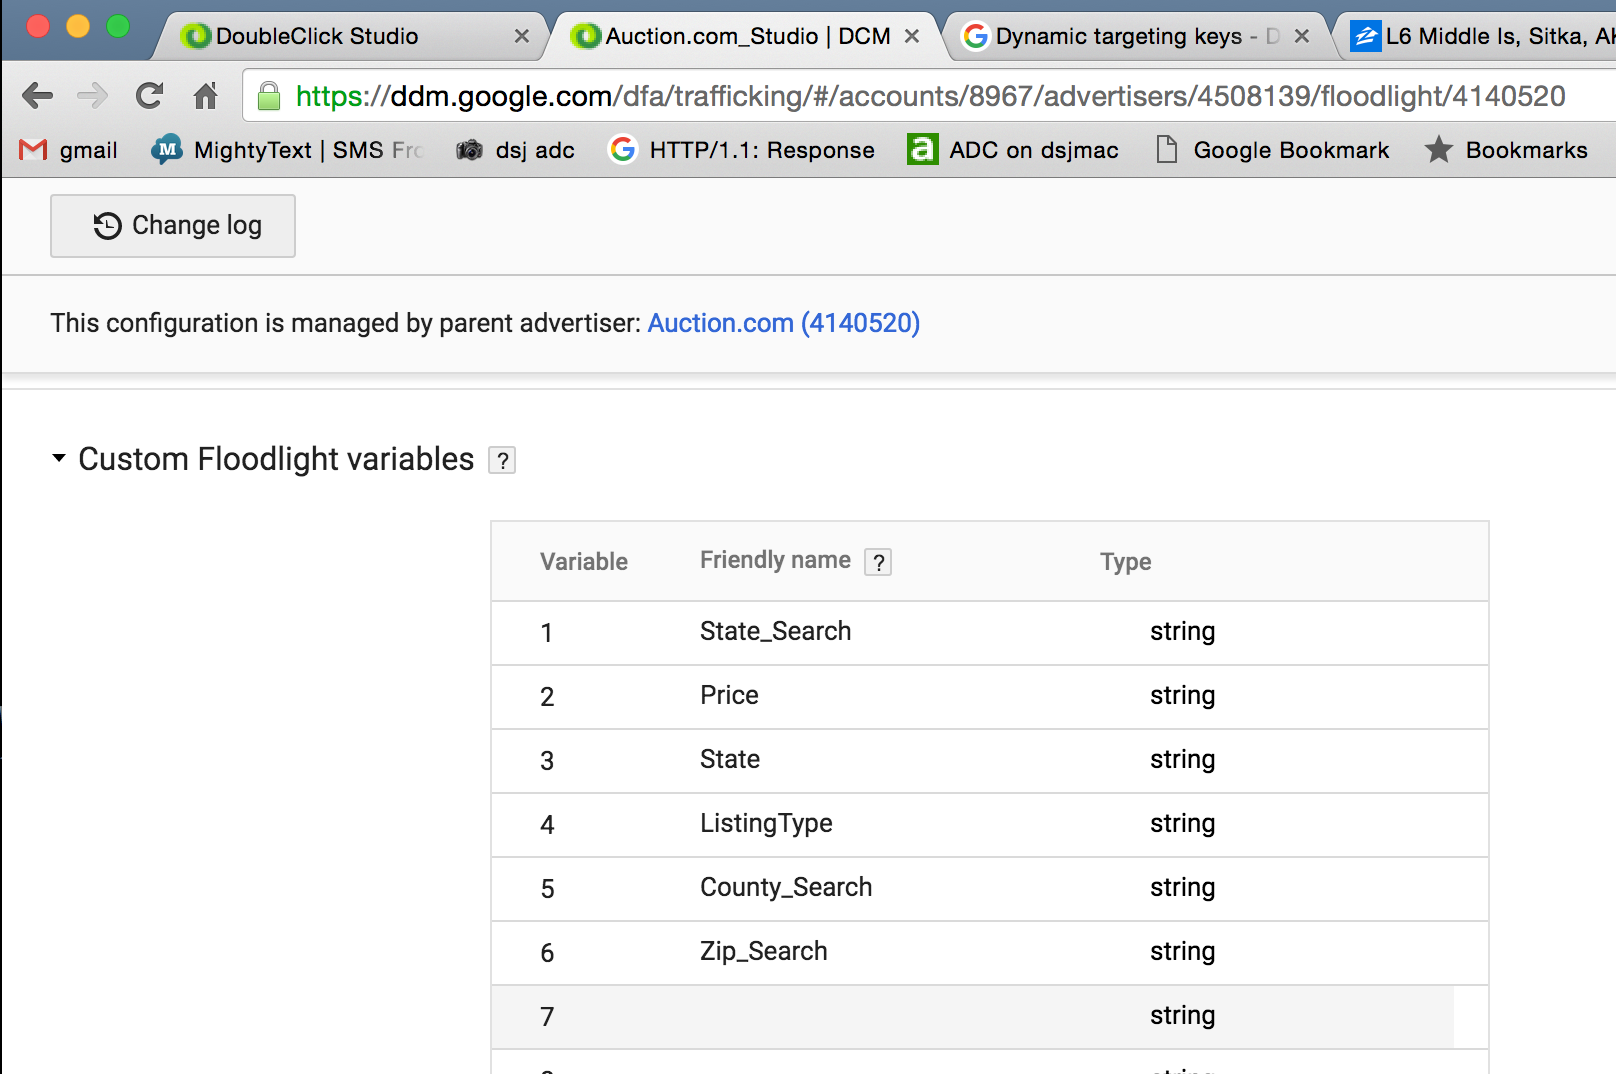 DoubleClick Studio
Auction.com_Studio | DCM
Dynamic targeting keys - D
L6 Middle Is, Sitka, AK
https://ddm.google.com/dfa/trafficking/#/accounts/8967/advertisers/4508139/floodlight/4140520
gmail
MightyText | SMS Fro
dsj adc
HTTP/1.1: Response
ADC on dsjmac
Google Bookmark
Bookmarks
Change log
This configuration is managed by parent advertiser: Auction.com (4140520)
Custom Floodlight variables ?
Variable Friendly name ? Type
1 State_Search string
2 Price string
3 State string
4 ListingType string
5 County_Search string
6 Zip_Search string
7 string